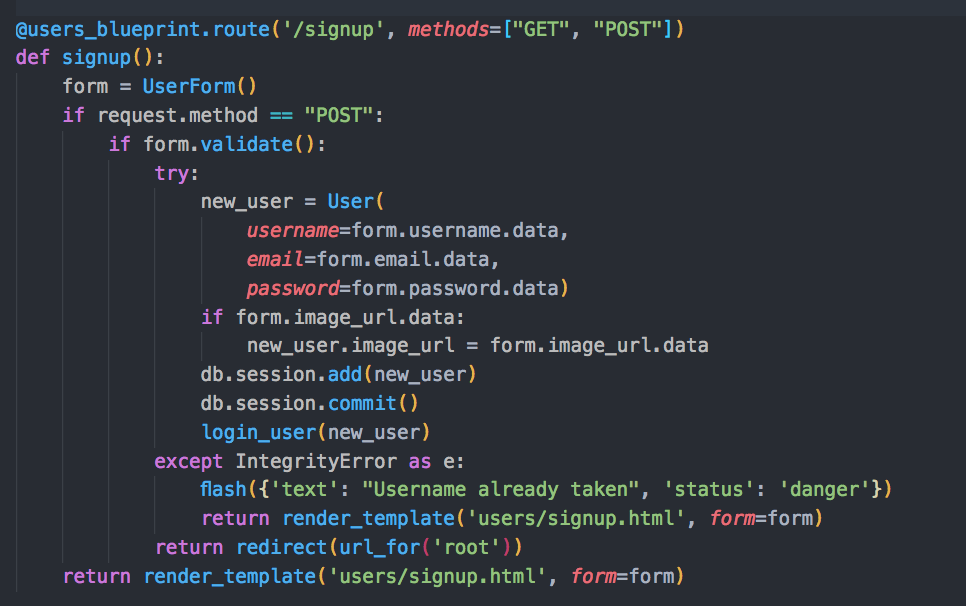 @users_blueprint.route('/signup', methods=["GET", "POST"])
def signup():
    form = UserForm()
    if request.method == "POST":
        if form.validate():
            try:
                new_user = User(
                    username=form.username.data,
                    email=form.email.data,
                    password=form.password.data)
                if form.image_url.data:
                    new_user.image_url = form.image_url.data
                db.session.add(new_user)
                db.session.commit()
                login_user(new_user)
            except IntegrityError as e:
                flash({'text': "Username already taken", 'status': 'danger'})
                return render_template('users/signup.html', form=form)
            return redirect(url_for('root'))
    return render_template('users/signup.html', form=form)